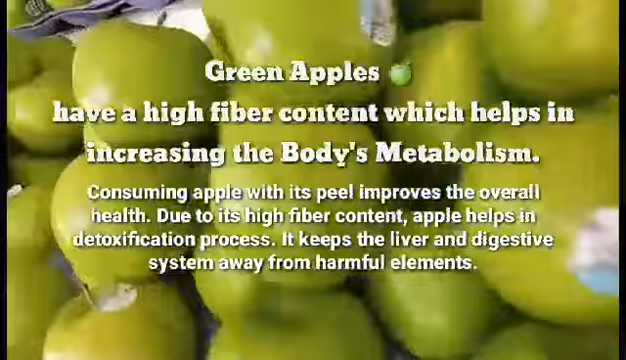 Green Apples 🍏
have a high fiber content which helps in
increasing the Body's Metabolism.
Consuming apple with its peel improves the overall
health. Due to its high fiber content, apple helps in
detoxification process. It keeps the liver and digestive
system away from harmful elements.